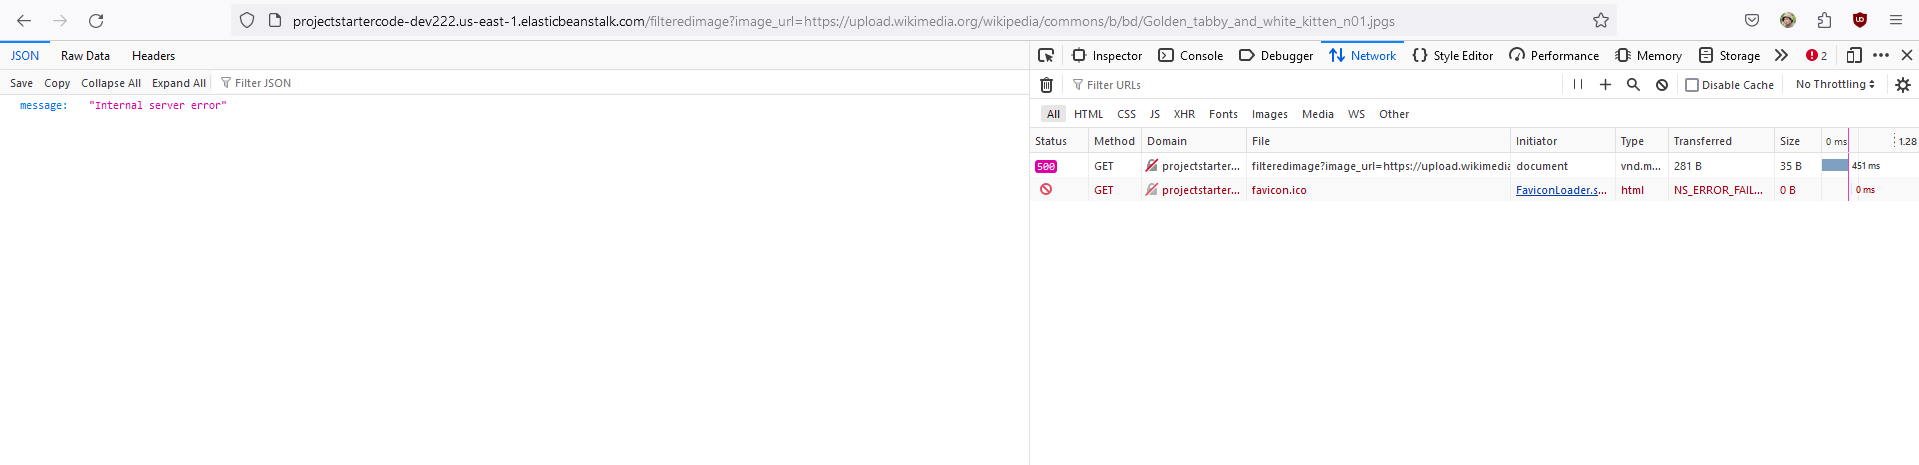 projectstartercode-dev222.us-east-1.elasticbeanstalk.com/filteredimage?image_url=https://upload.wikimedia.org/wikipedia/commons/b/bd/Golden_tabby_and_white_kitten_n01.jpgs
JSON Raw Data Headers
Save Copy Collapse All Expand All Filter JSON
message: "Internal server error"
Inspector Console Debugger Network Style Editor Performance Memory Storage 2
Filter URLs Disable Cache No Throttling
All HTML CSS JS XHR Fonts Images Media WS Other
Status Method Domain File Initiator Type Transferred Size 0 ms 1.28
500 GET projectstarter... filteredimage?image_url=https://upload.wikimedia document vnd.m... 281 B 35 B 451 ms
GET projectstarter... favicon.ico FaviconLoader.s... html NS_ERROR_FAIL... 0 B 0 ms